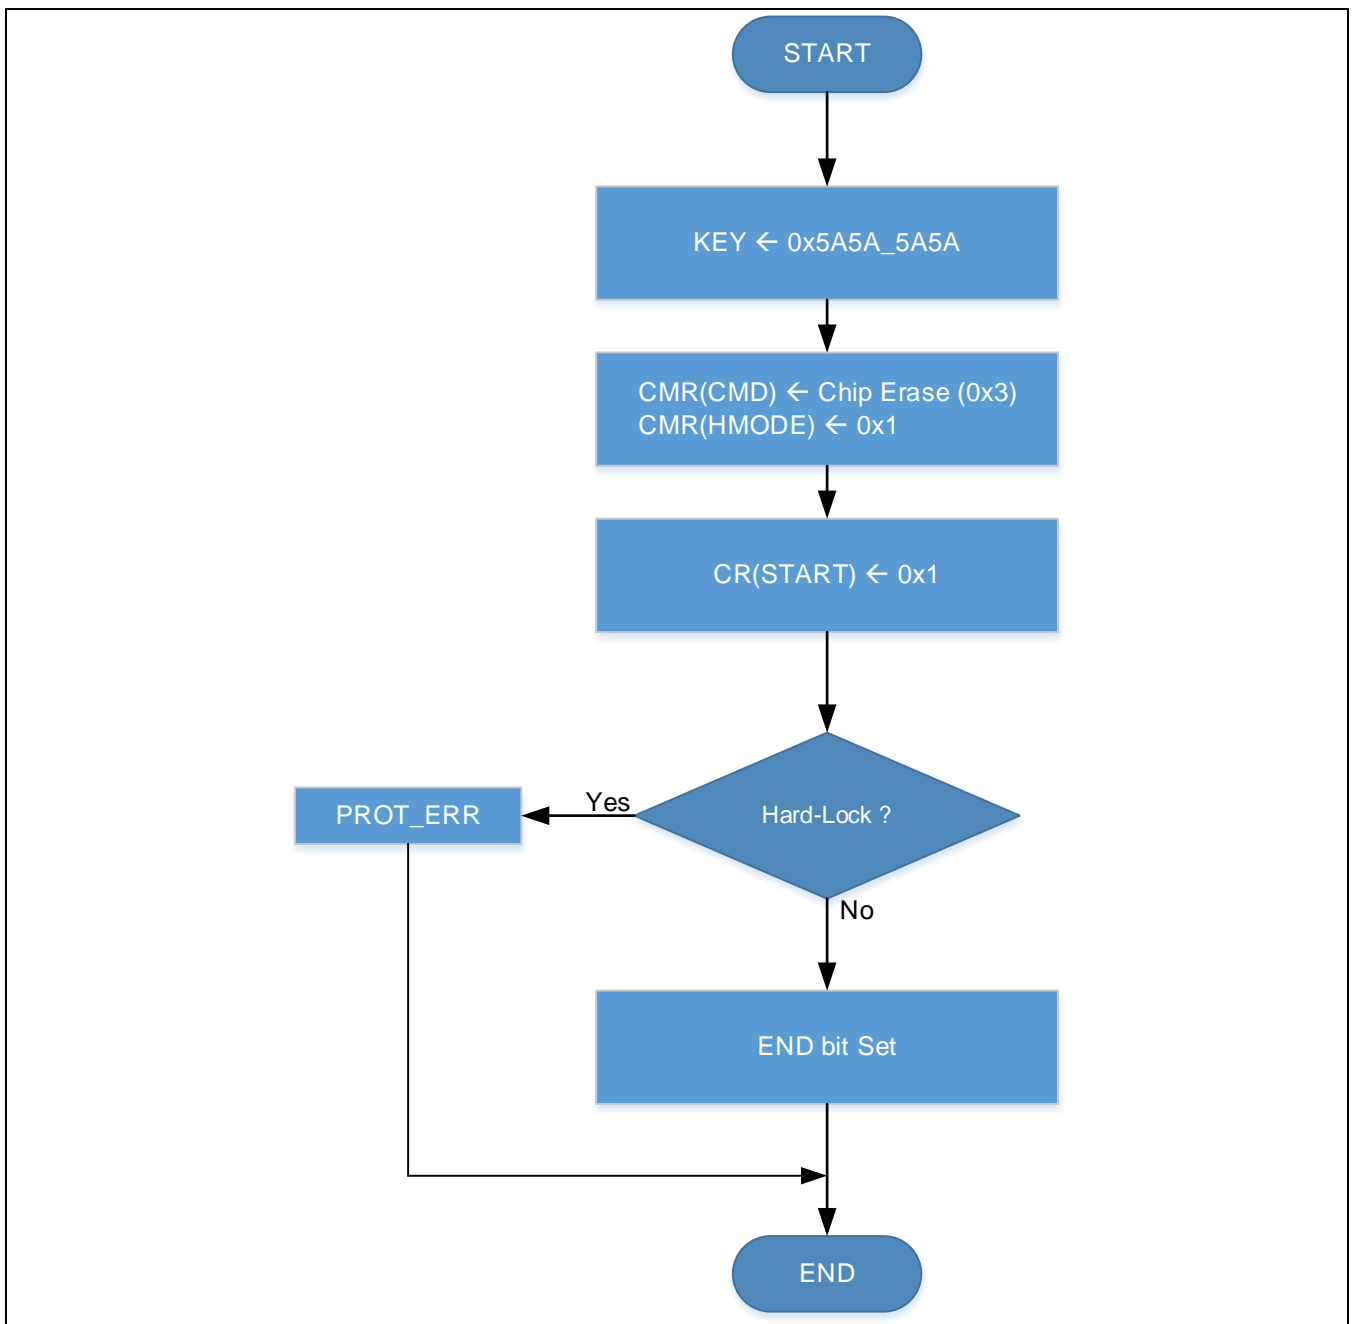 START
KEY ← 0x5A5A_5A5A
CMR(CMD) ← Chip Erase (0x3)
CMR(HMODE) ← 0x1
CR(START) ← 0x1
Hard-Lock ?
Yes
PROT_ERR
No
END bit Set
END